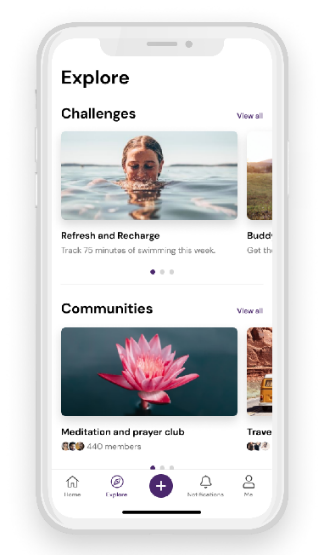 Explore
Challenges
View all
Refresh and Recharge
Track 75 minutes of swimming this week.
Budd
Get the
Communities
View all
Meditation and prayer club
440 members
Trave
Home
Explore
Notifications
Me